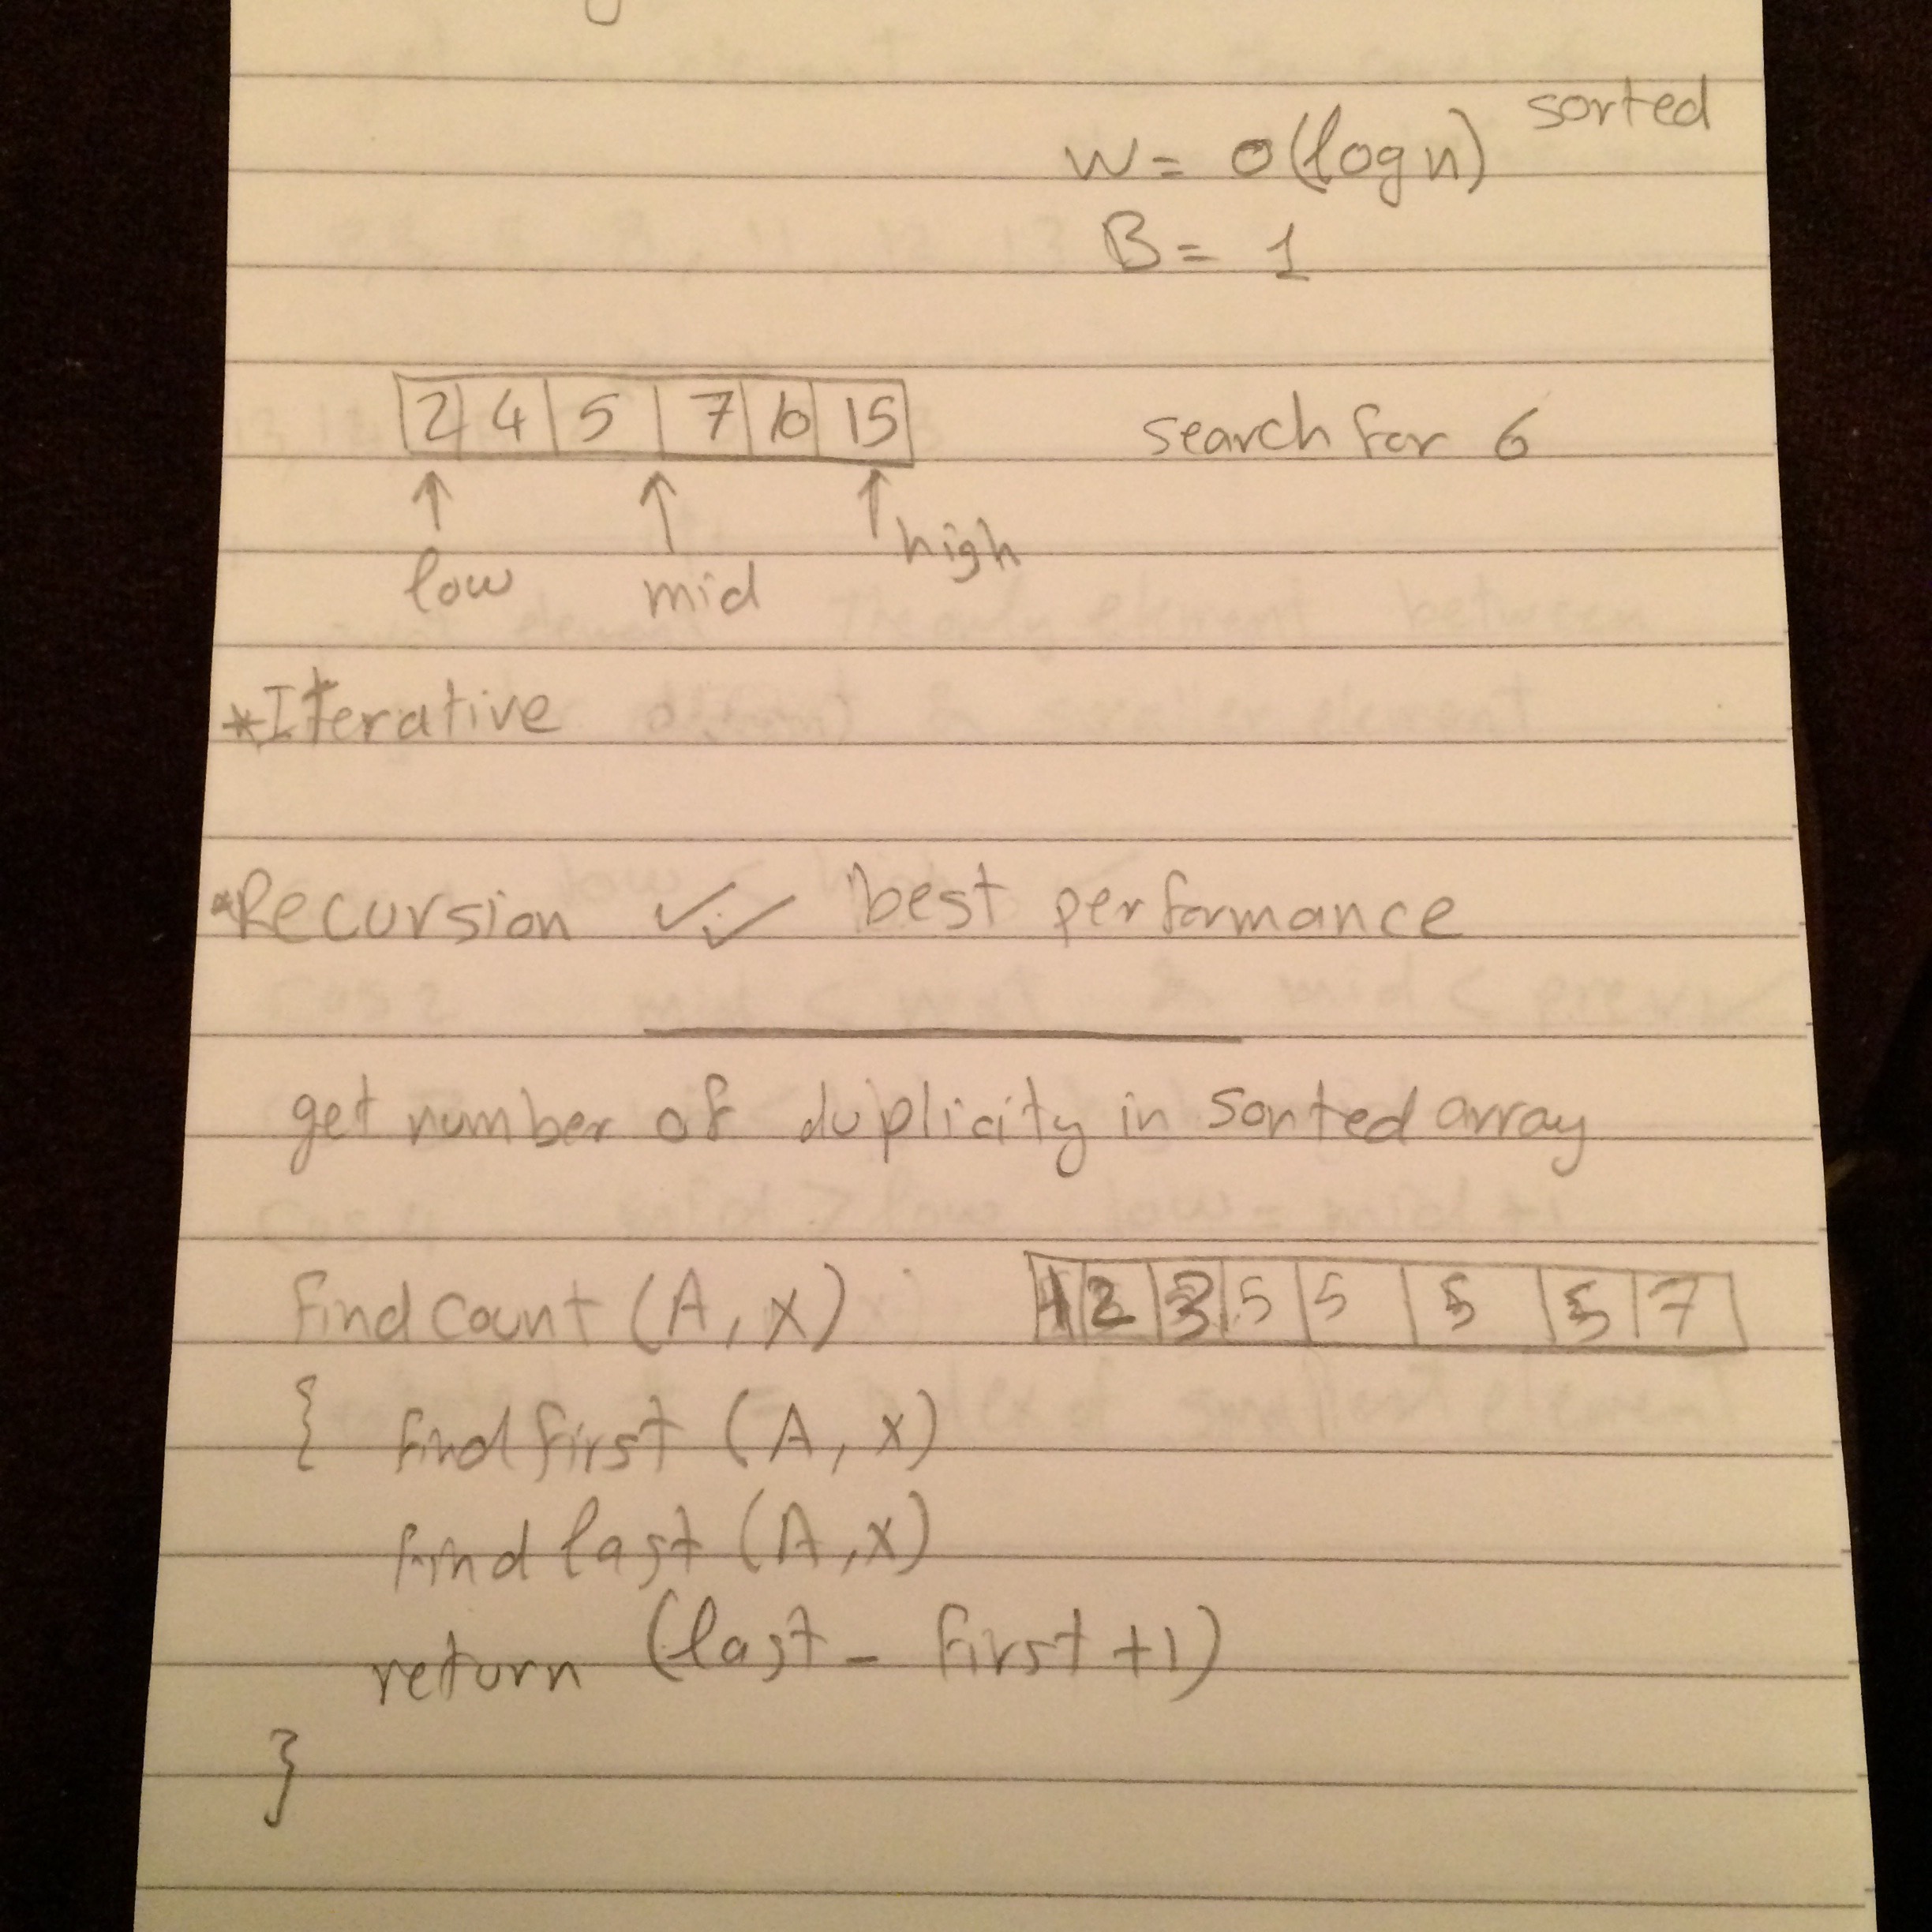 sorted
W = O(log n)
B = 1
2 4 5 7 10 15 search for 6
low mid high
*Iterative
*Recursion ✓✓ best performance
get number of duplicity in sorted array
find count (A, X) 1 2 3 5 5 5 5 7
{ find first (A, X)
find last (A, X)
return (last - first +1)
}